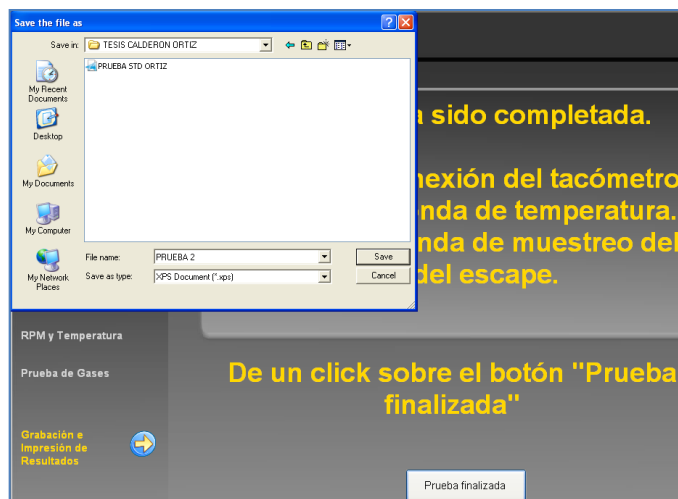 Save the file as
Save in:
TESIS CALDERON ORTIZ
PRUEBA STD ORTIZ
My Recent
Documents
Desktop
My Documents
My Computer
My Network
Places
File name:
PRUEBA 2
Save
Save as type:
XPS Document (*.xps)
Cancel
sido completada.
del tacómetro
de temperatura.
de muestreo del
del escape.
RPM y Temperatura
Prueba de Gases
Grabación e
Impresión de
Resultados
De un click sobre el botón "Prueba
finalizada"
Prueba finalizada